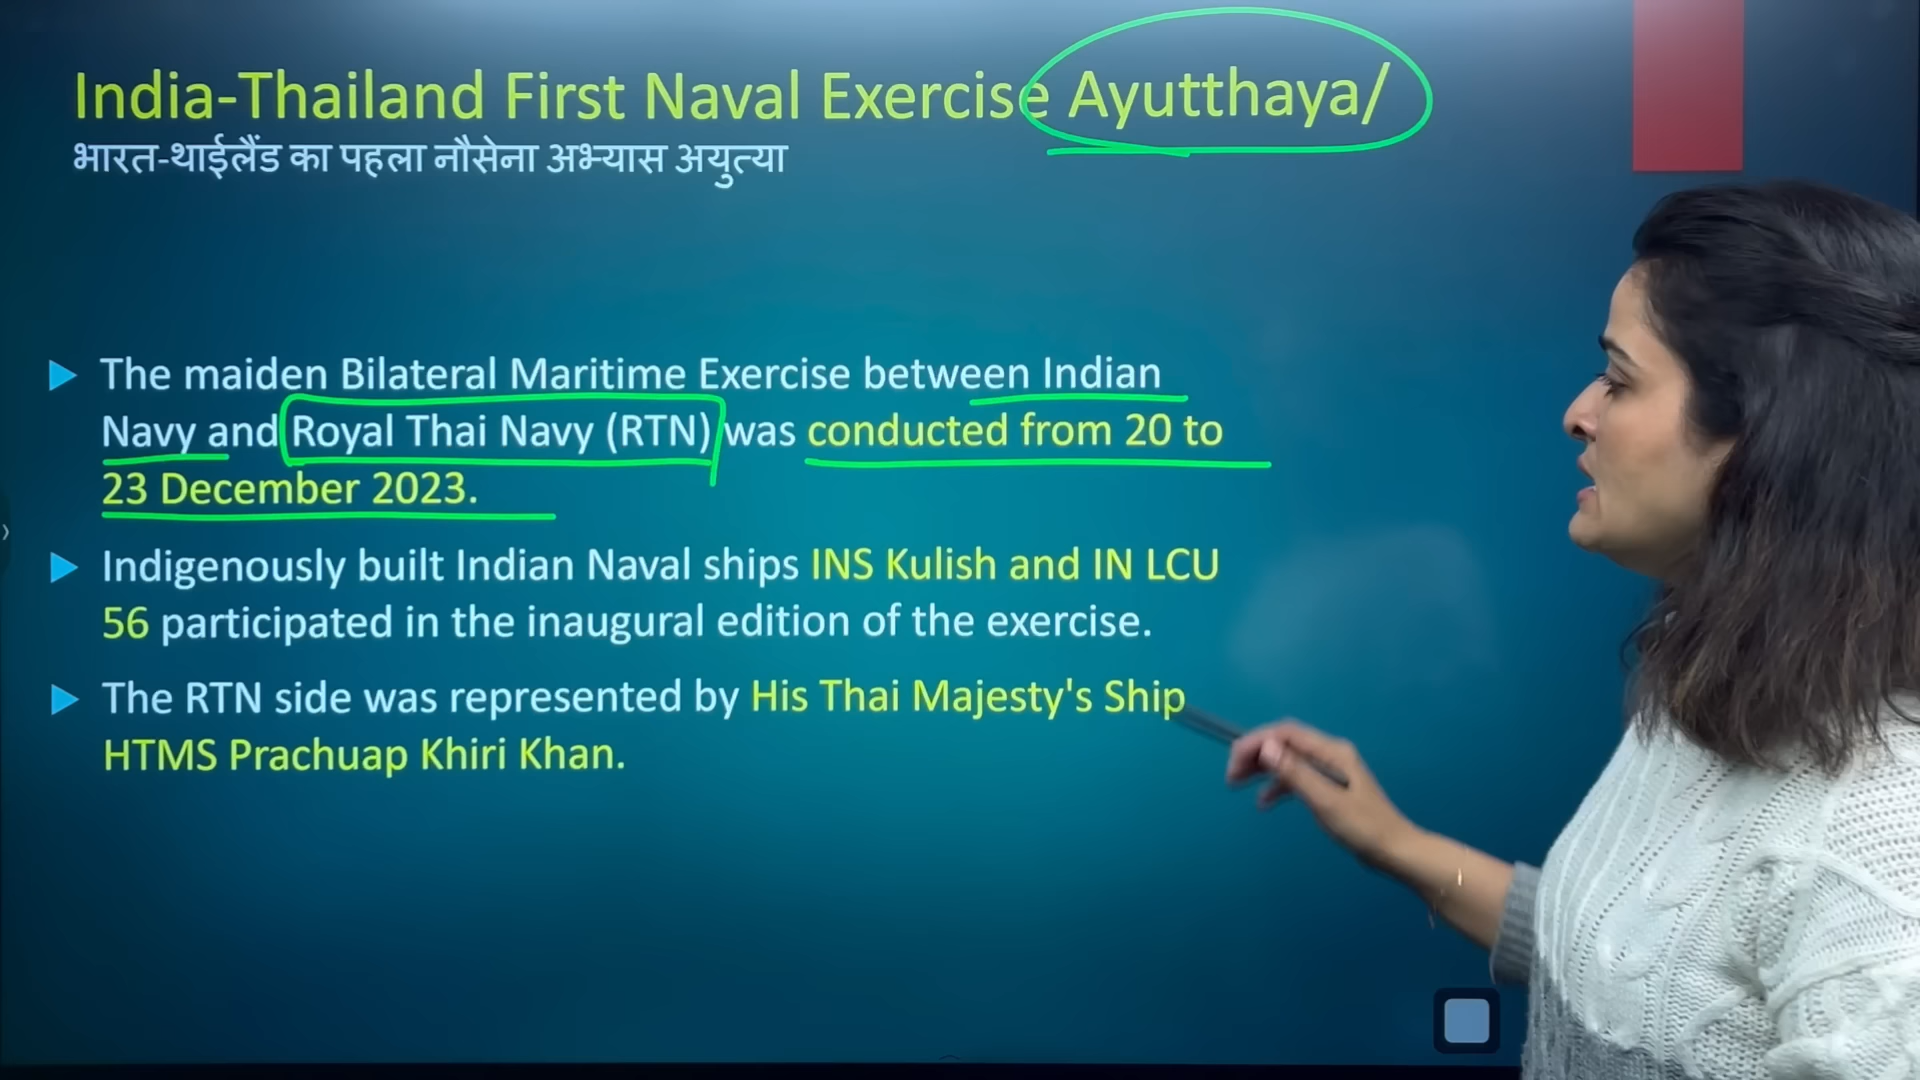 India-Thailand First Naval Exercise Ayutthaya/
भारत-थाईलैंड का पहला नौसेना अभ्यास अयुत्या
The maiden Bilateral Maritime Exercise between Indian
Navy and Royal Thai Navy (RTN) was conducted from 20 to
23 December 2023.
Indigenously built Indian Naval ships INS Kulish and IN LCU
56 participated in the inaugural edition of the exercise.
The RTN side was represented by His Thai Majesty's Ship
HTMS Prachuap Khiri Khan.